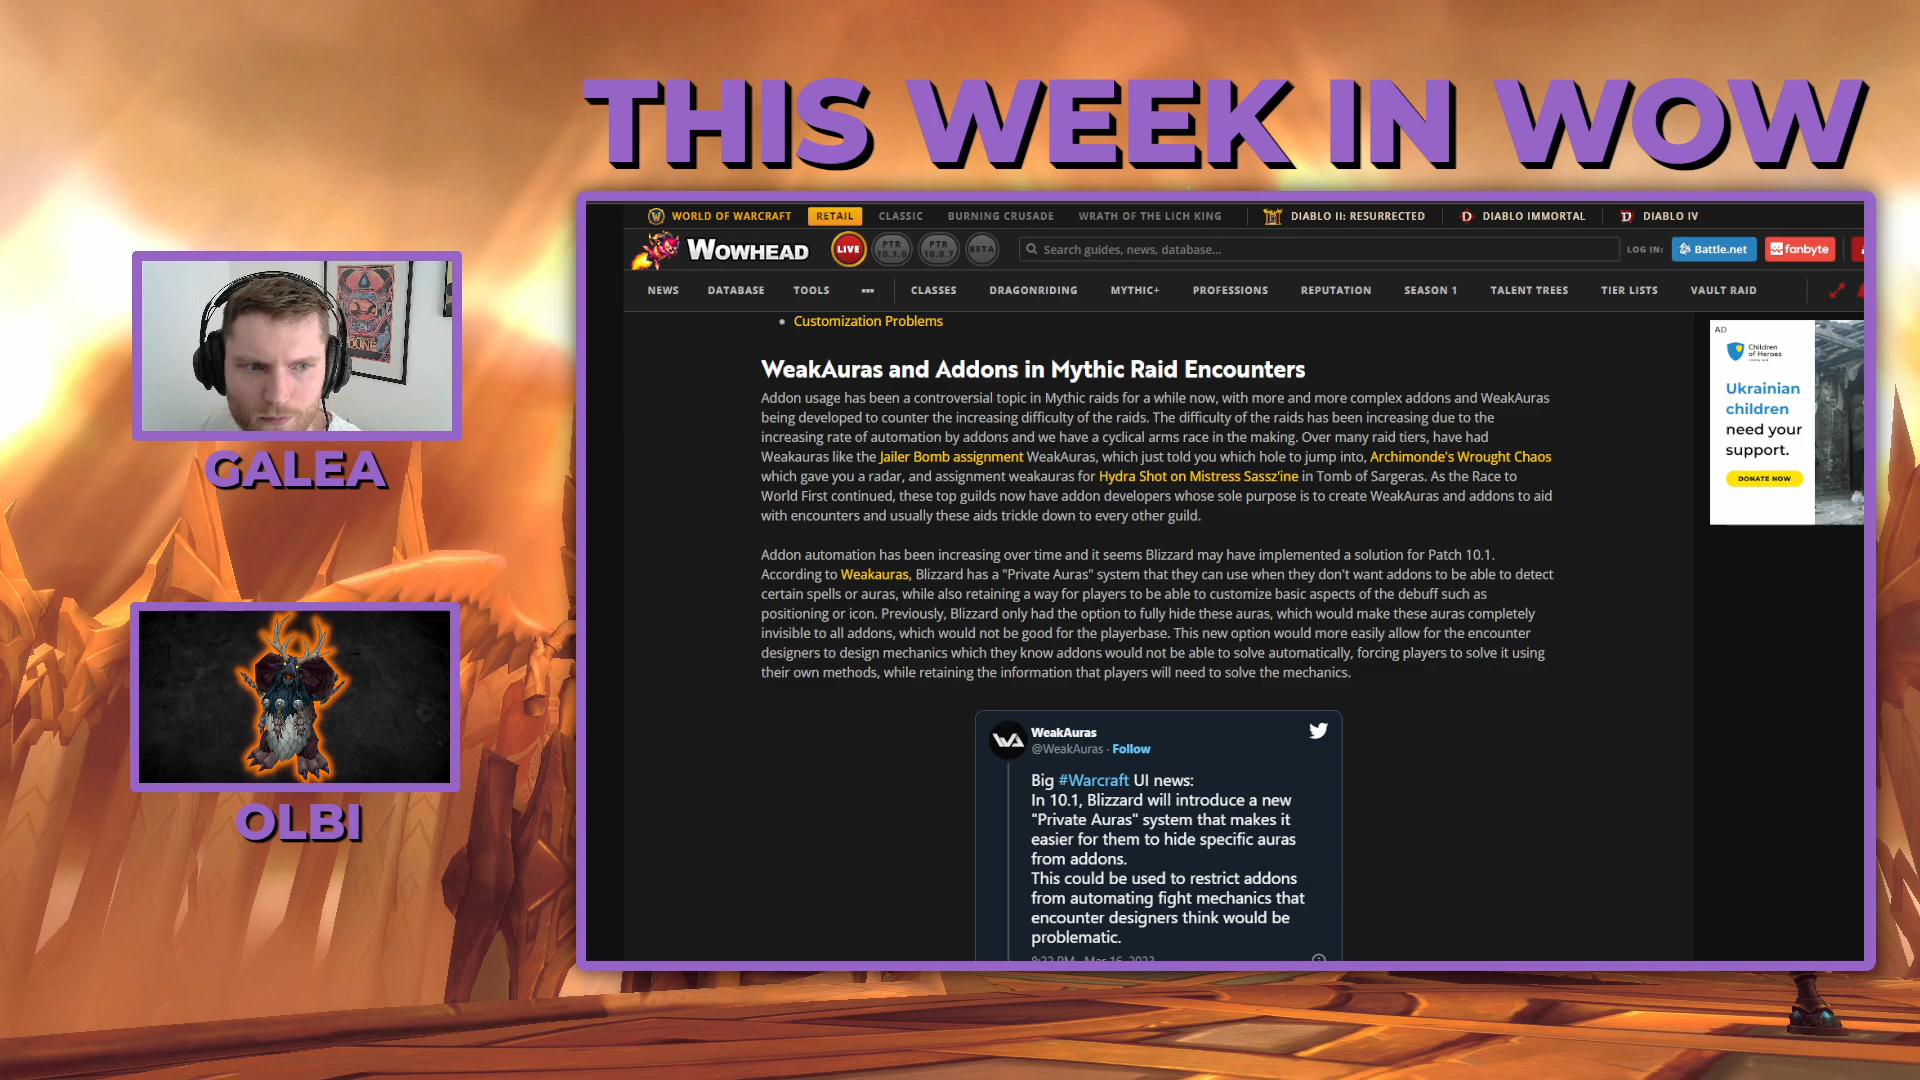 THIS WEEK IN WOW
GALEA
OLBI
WORLD OF WARCRAFT RETAIL CLASSIC BURNING CRUSADE WRATH OF THE LICH KING DIABLO II: RESURRECTED DIABLO IMMORTAL DIABLO IV
WOWHEAD LIVE PTR 10.1.0 PTR 10.0.7 BETA Search guides, news, database... LOG IN: Battle.net fanbyte
NEWS DATABASE TOOLS ••• CLASSES DRAGONRIDING MYTHIC+ PROFESSIONS REPUTATION SEASON 1 TALENT TREES TIER LISTS VAULT RAID
• Customization Problems
WeakAuras and Addons in Mythic Raid Encounters
Addon usage has been a controversial topic in Mythic raids for a while now, with more and more complex addons and WeakAuras
being developed to counter the increasing difficulty of the raids. The difficulty of the raids has been increasing due to the
increasing rate of automation by addons and we have a cyclical arms race in the making. Over many raid tiers, have had
Weakauras like the Jailer Bomb assignment WeakAuras, which just told you which hole to jump into, Archimonde's Wrought Chaos
which gave you a radar, and assignment weakauras for Hydra Shot on Mistress Sassz'ine in Tomb of Sargeras. As the Race to
World First continued, these top guilds now have addon developers whose sole purpose is to create WeakAuras and addons to aid
with encounters and usually these aids trickle down to every other guild.
Addon automation has been increasing over time and it seems Blizzard may have implemented a solution for Patch 10.1.
According to Weakauras, Blizzard has a "Private Auras" system that they can use when they don't want addons to be able to detect
certain spells or auras, while also retaining a way for players to be able to customize basic aspects of the debuff such as
positioning or icon. Previously, Blizzard only had the option to fully hide these auras, which would make these auras completely
invisible to all addons, which would not be good for the playerbase. This new option would more easily allow for the encounter
designers to design mechanics which they know addons would not be able to solve automatically, forcing players to solve it using
their own methods, while retaining the information that players will need to solve the mechanics.
WeakAuras
@WeakAuras · Follow
Big #Warcraft UI news:
In 10.1, Blizzard will introduce a new
"Private Auras" system that makes it
easier for them to hide specific auras
from addons.
This could be used to restrict addons
from automating fight mechanics that
encounter designers think would be
problematic.
8:22 PM · Mar 16, 2023
AD
Children
of Heroes
Ukrainian
children
need your
support.
DONATE NOW